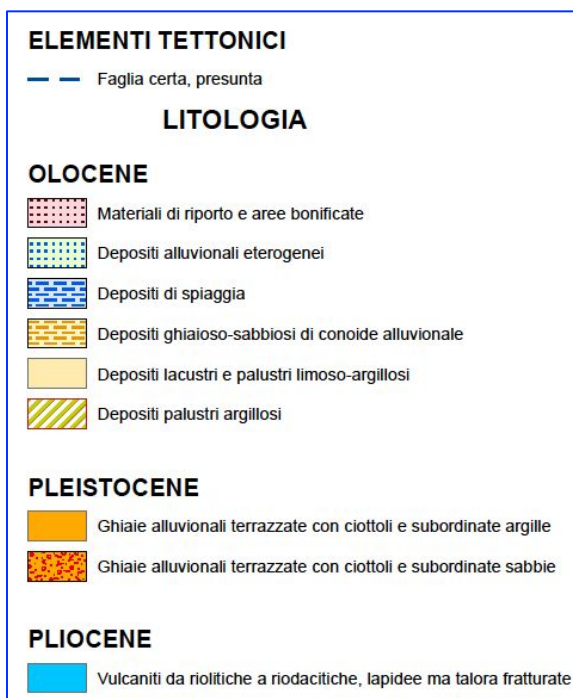 ELEMENTI TETTONICI
Faglia certa, presunta
LITOLOGIA
OLOCENE
Materiali di riporto e aree bonificate
Depositi alluvionali eterogenei
Depositi di spiaggia
Depositi ghiaioso-sabbiosi di conoide alluvionale
Depositi lacustri e palustri limoso-argillosi
Depositi palustri argillosi
PLEISTOCENE
Ghiaie alluvionali terrazzate con ciottoli e subordinate argille
Ghiaie alluvionali terrazzate con ciottoli e subordinate sabbie
PLIOCENE
Vulcaniti da riolitiche a riodacitiche, lapidee ma talora fratturate